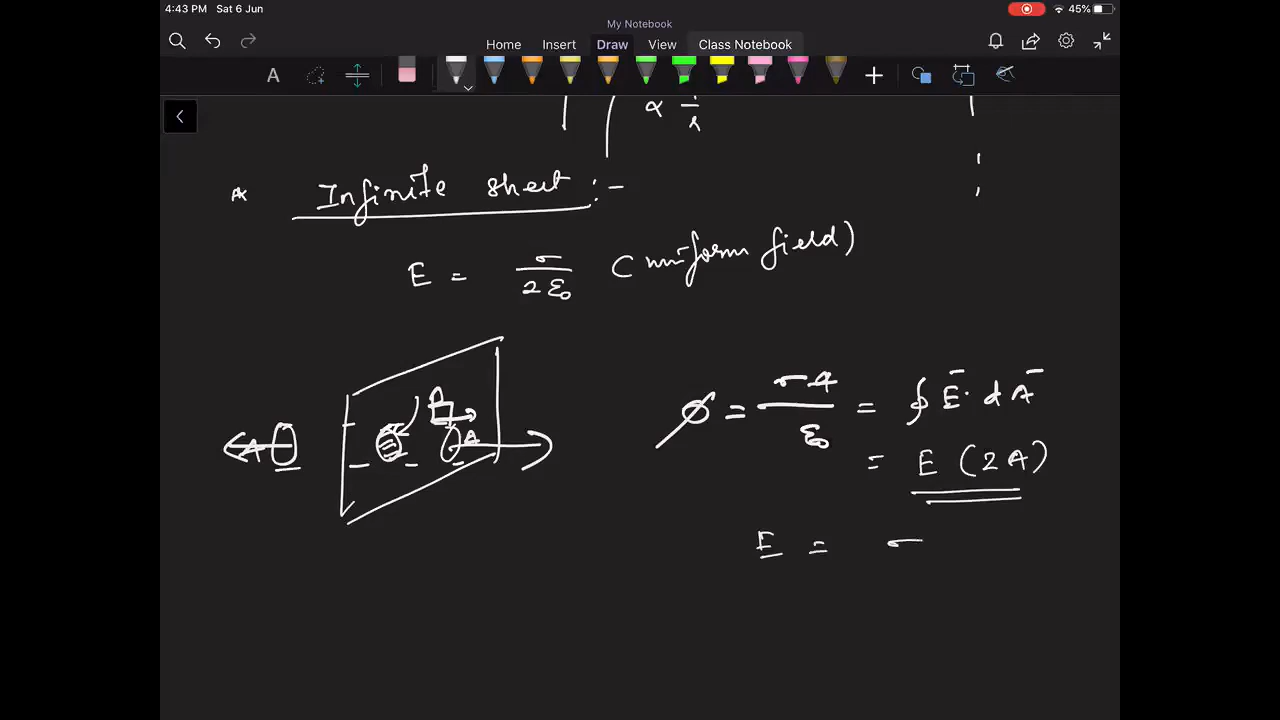 4:43 PM Sat 6 Jun
45%
My Notebook
Home Insert Draw View Class Notebook
A
∝ 1/r
* Infinite sheet :-
E = σ/2ε₀ (uniform field)
A A A
ϕ = σA/ε₀ = ∮ E̅ · dA̅
= E (2A)
E = σ